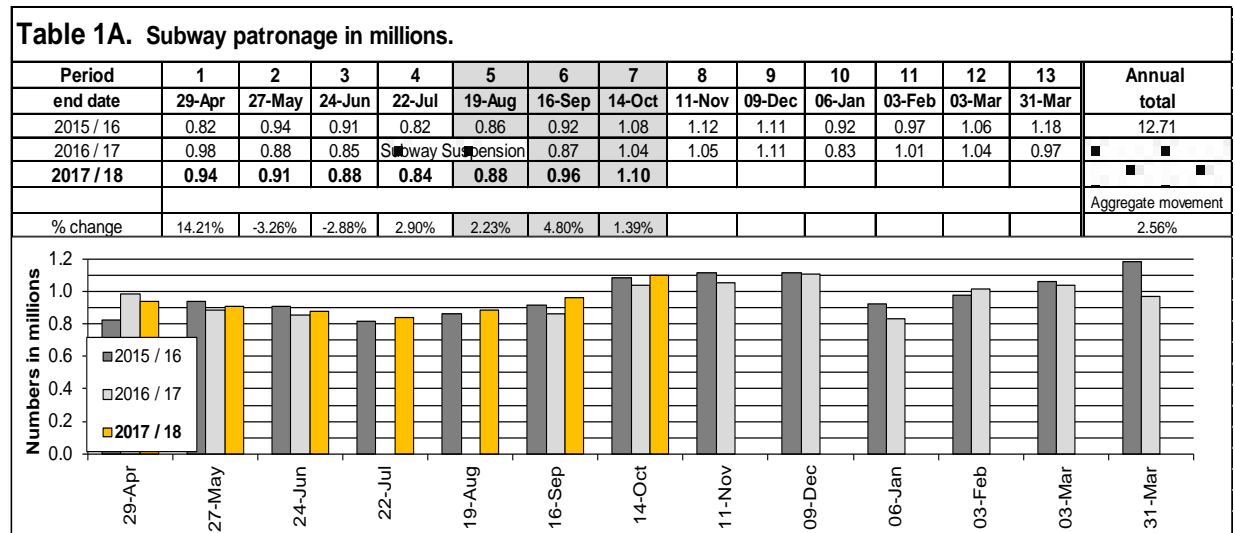 Table 1A. Subway patronage in millions.
Period 1 2 3 4 5 6 7 8 9 10 11 12 13 Annual
end date 29-Apr 27-May 24-Jun 22-Jul 19-Aug 16-Sep 14-Oct 11-Nov 09-Dec 06-Jan 03-Feb 03-Mar 31-Mar total
2015 / 16 0.82 0.94 0.91 0.82 0.86 0.92 1.08 1.12 1.11 0.92 0.97 1.06 1.18 12.71
2016 / 17 0.98 0.88 0.85 Subway Suspension 0.87 1.04 1.05 1.11 0.83 1.01 1.04 0.97
2017 / 18 0.94 0.91 0.88 0.84 0.88 0.96 1.10
Aggregate movement
% change 14.21% -3.26% -2.88% 2.90% 2.23% 4.80% 1.39% 2.56%
Numbers in millions
1.2
1.0
0.8
0.6
0.4
0.2
0.0
2015 / 16
2016 / 17
2017 / 18
29-Apr 27-May 24-Jun 22-Jul 19-Aug 16-Sep 14-Oct 11-Nov 09-Dec 06-Jan 03-Feb 03-Mar 31-Mar